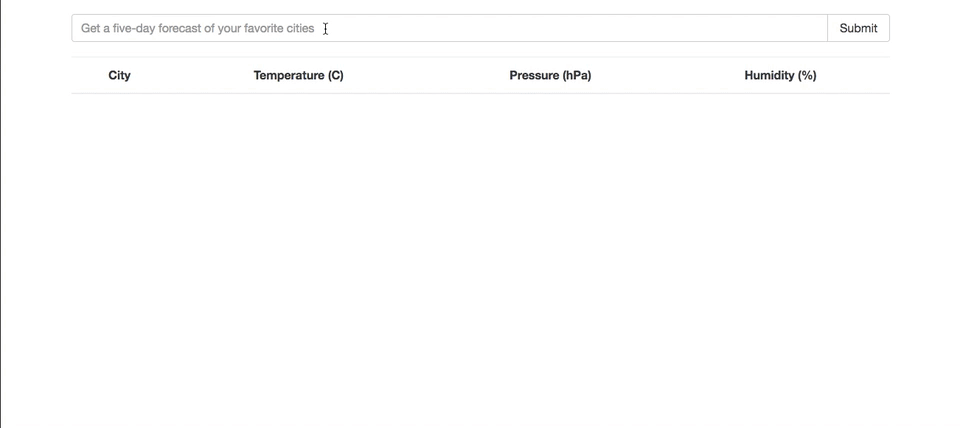 Get a five-day forecast of your favorite cities Submit
City Temperature (C) Pressure (hPa) Humidity (%)